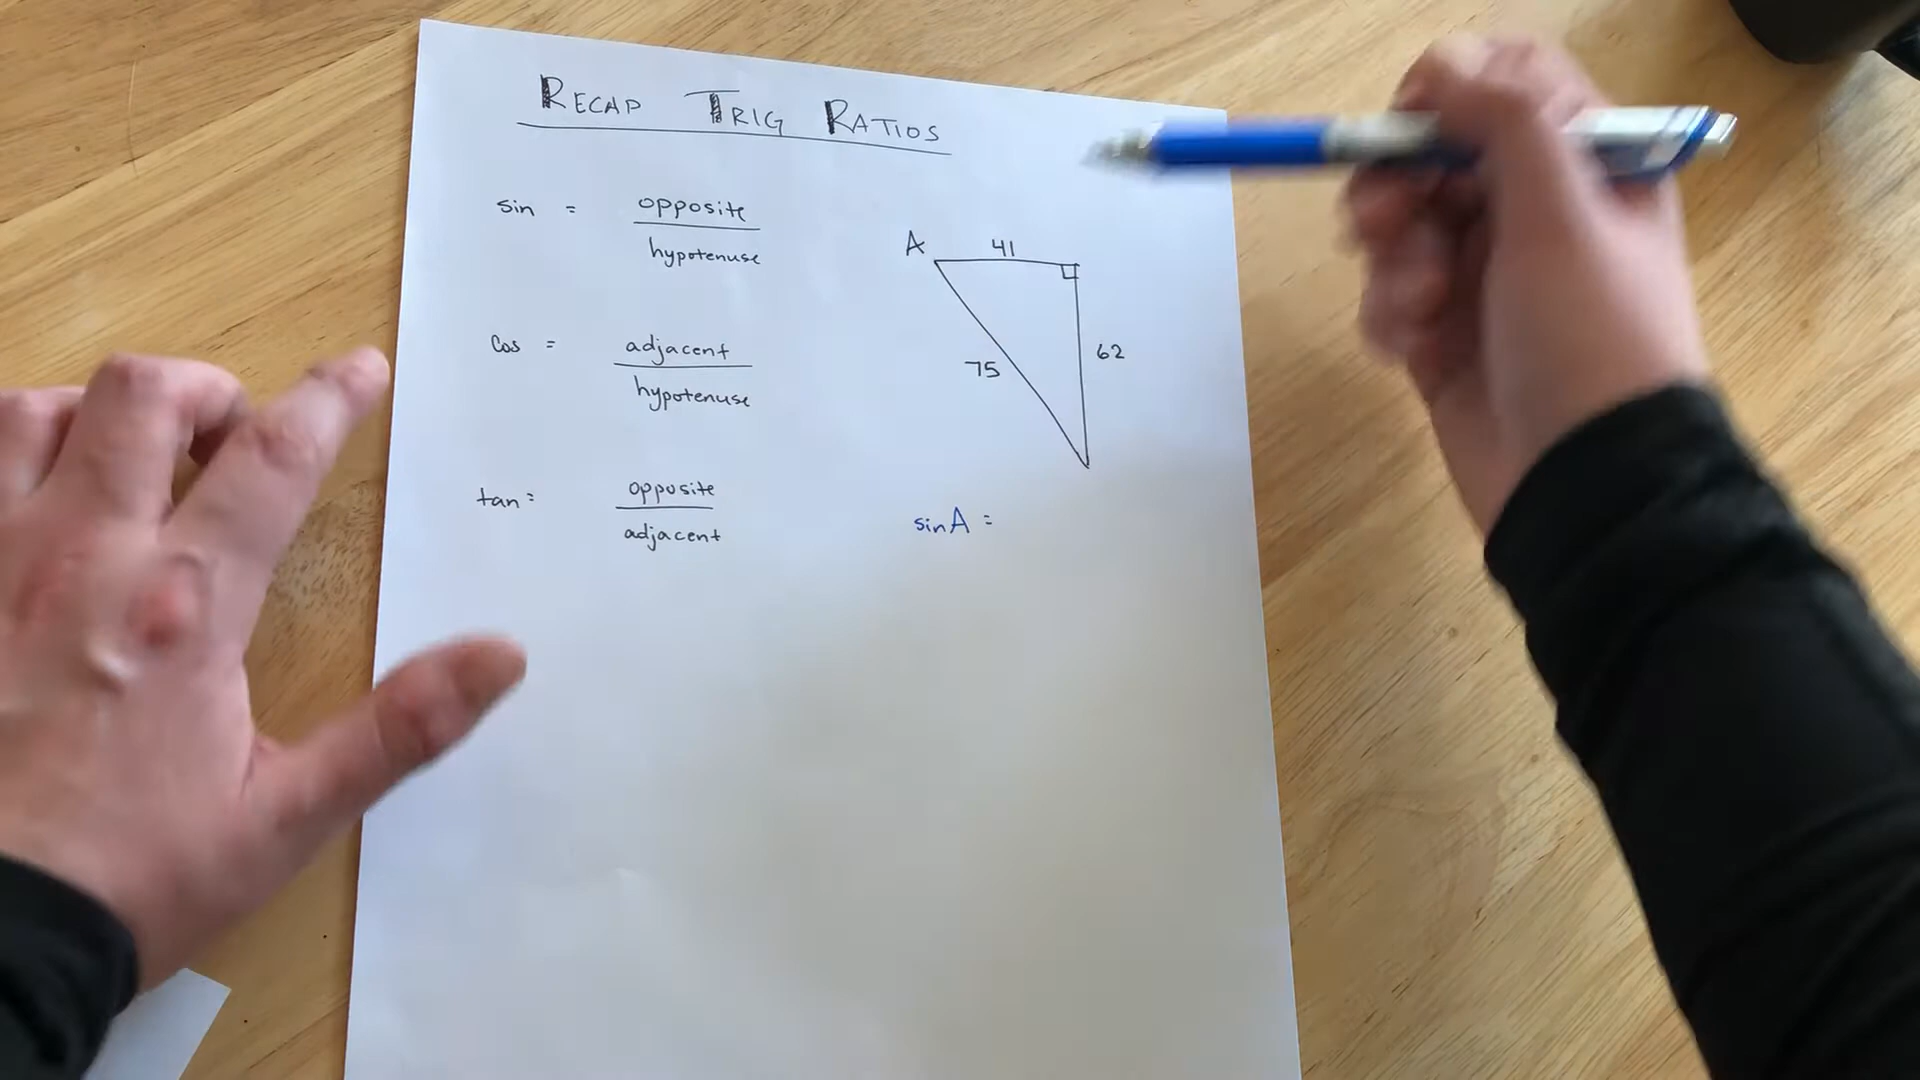 RECAP TRIG RATIOS
sin = opposite
hypotenuse
cos = adjacent
hypotenuse
tan = opposite
adjacent
A
41
75
62
sinA =